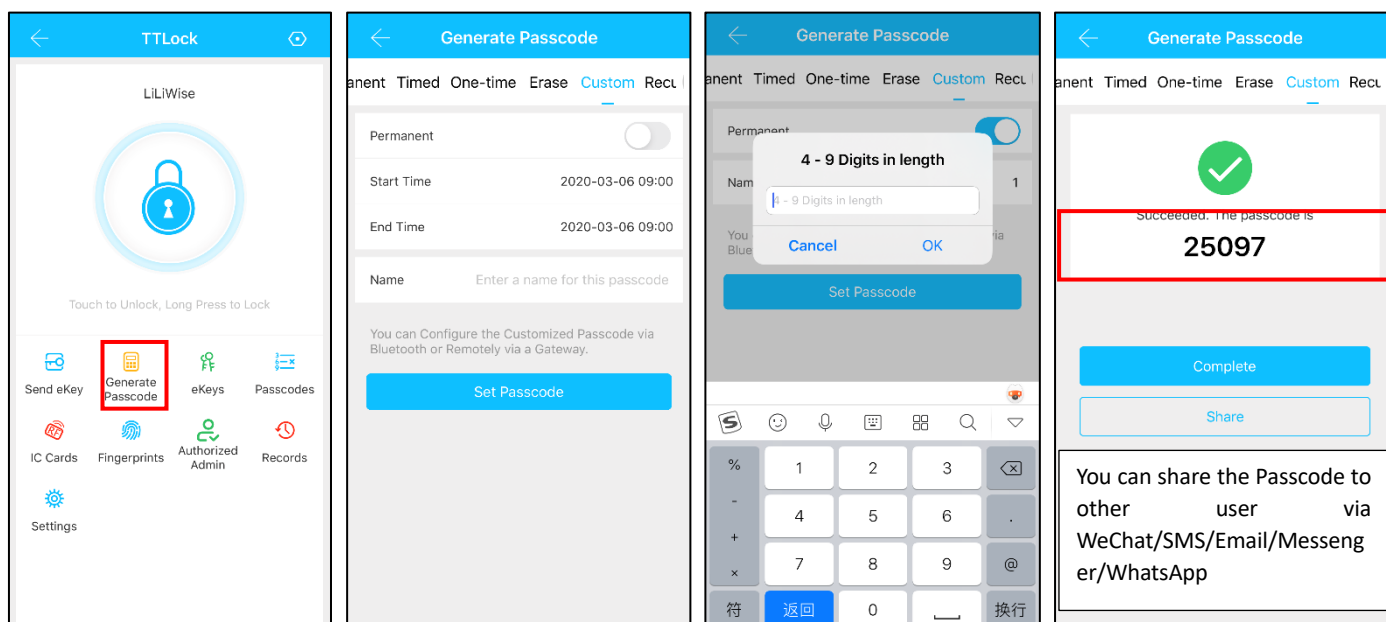 TTLock
LiLiWise
Touch to Unlock, Long Press to Lock
Send eKey
Generate
Passcode
eKeys
Passcodes
IC Cards
Fingerprints
Authorized
Admin
Records
Settings
Generate Passcode
anent Timed One-time Erase Custom Recu
Permanent
Start Time 2020-03-06 09:00
End Time 2020-03-06 09:00
Name Enter a name for this passcode
You can Configure the Customized Passcode via
Bluetooth or Remotely via a Gateway.
Set Passcode
Generate Passcode
anent Timed One-time Erase Custom Recu
Permanent
4 - 9 Digits in length
Nam 1
4 - 9 Digits in length
You via
Blue
Cancel OK
Set Passcode
% 1 2 3
- 4 5 6 .
+
× 7 8 9 @
符 返回 0 换行
Generate Passcode
anent Timed One-time Erase Custom Recu
Succeeded. The passcode is
25097
Complete
Share
You can share the Passcode to
other user via
WeChat/SMS/Email/Messeng
er/WhatsApp